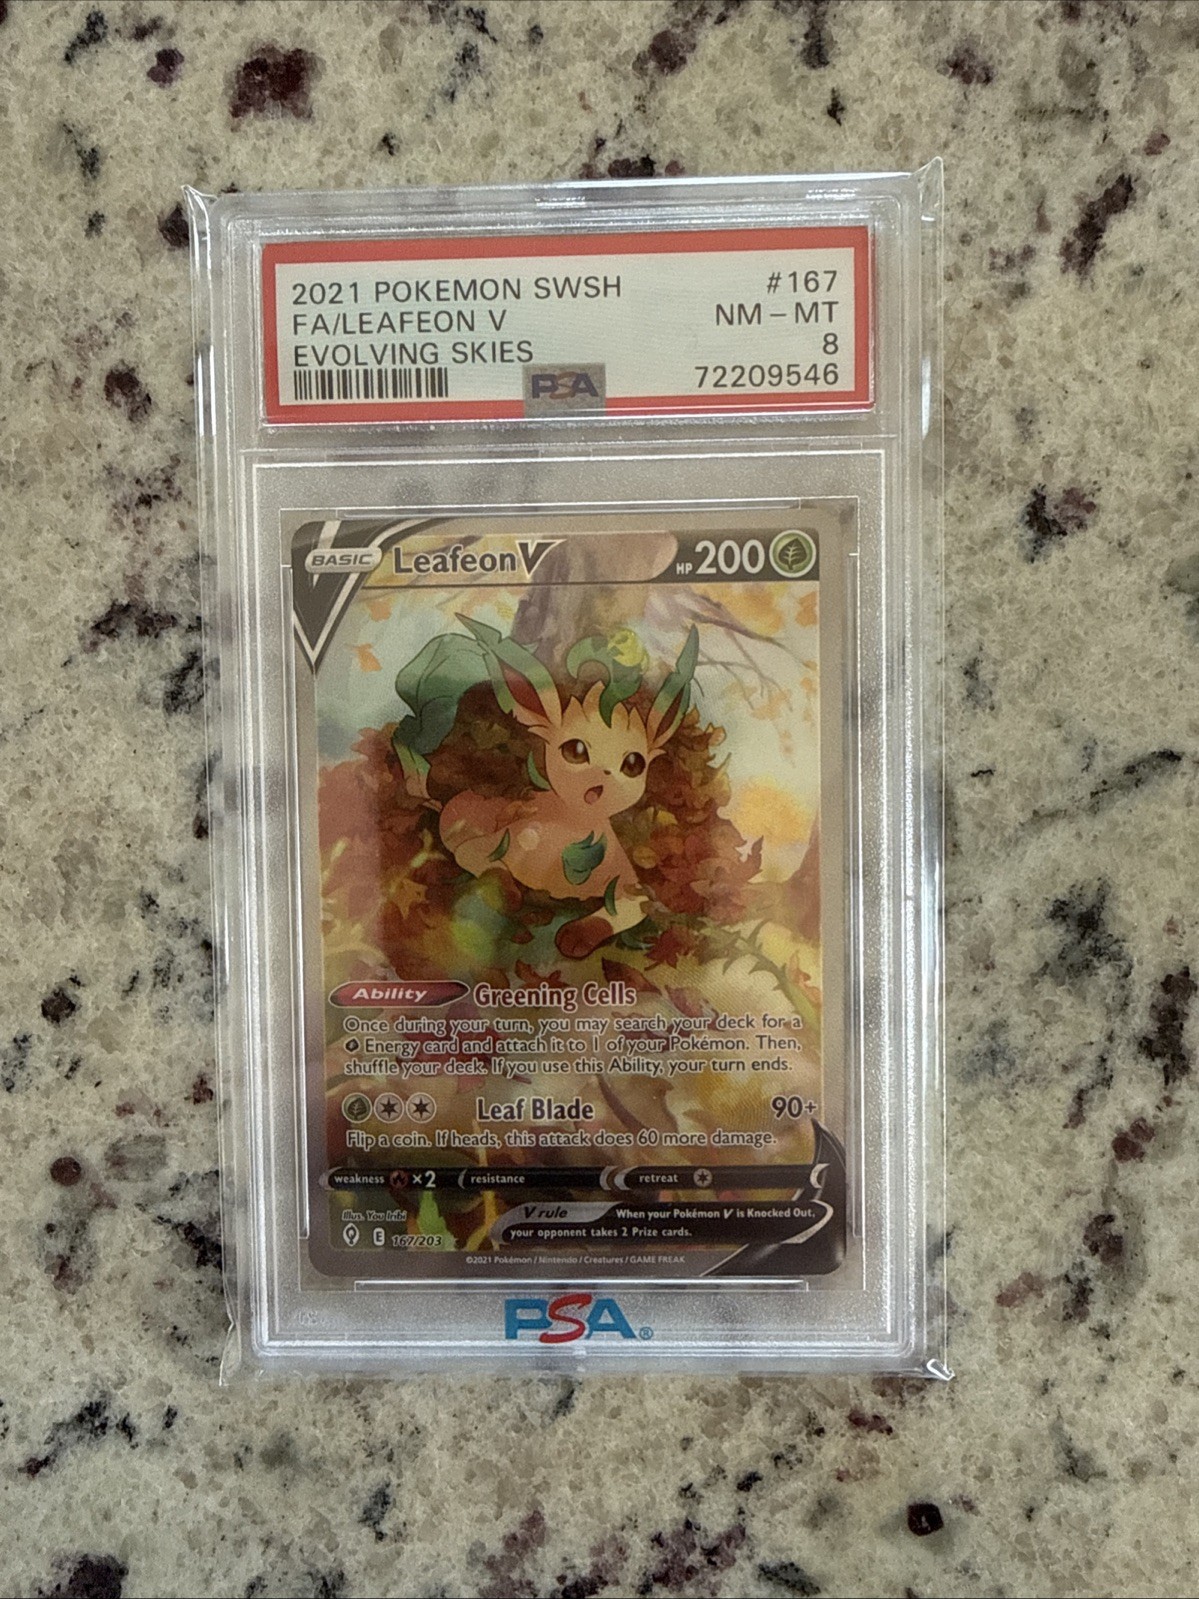 2021 POKEMON SWSH #167
FA/LEAFEON V NM - MT
EVOLVING SKIES 8
PSA 72209546
BASIC Leafeon V HP 200
Ability Greening Cells
Once during your turn, you may search your deck for a
Energy card and attach it to 1 of your Pokémon. Then,
shuffle your deck. If you use this Ability, your turn ends.
Leaf Blade 90+
Flip a coin. If heads, this attack does 60 more damage.
weakness ×2 resistance retreat
Illus. You Iribi
V rule When your Pokémon V is Knocked Out,
your opponent takes 2 Prize cards.
E 167/203
©2021 Pokémon / Nintendo / Creatures / GAME FREAK
PSA®